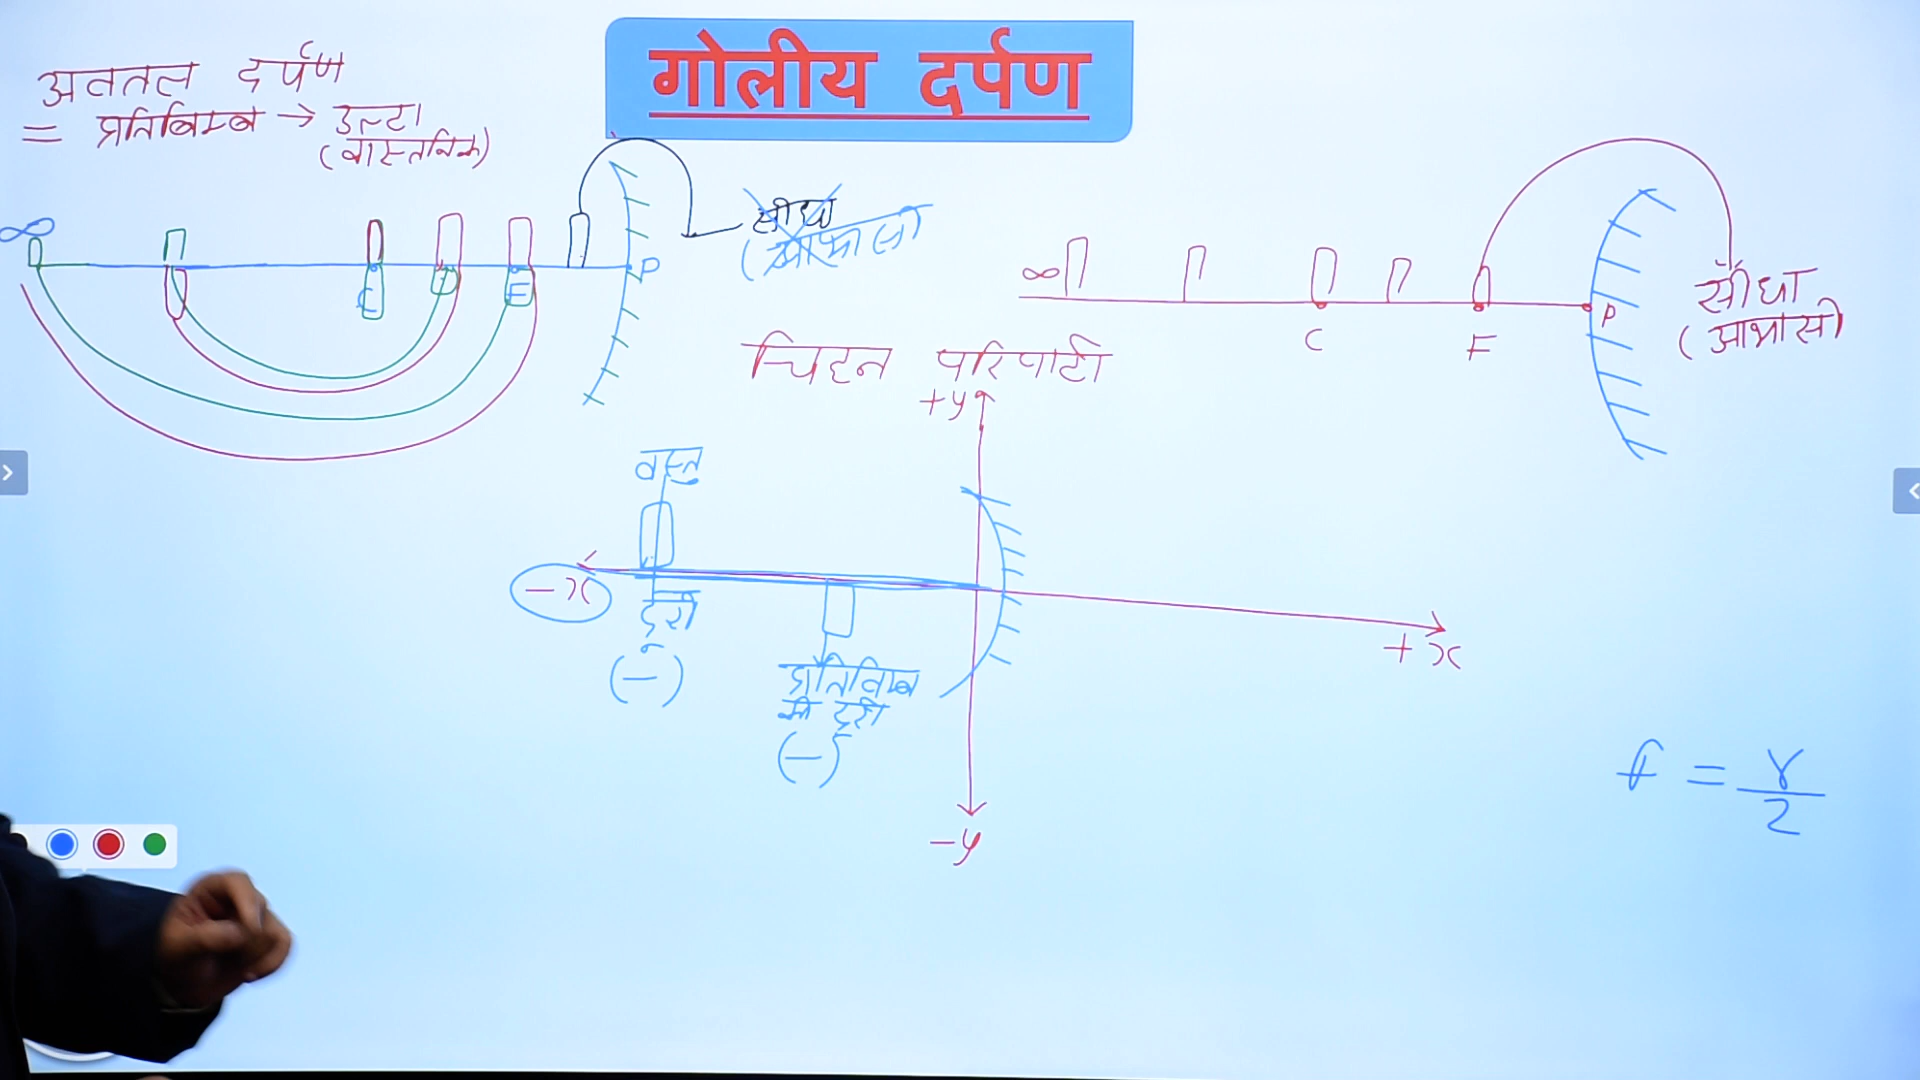 गोलीय दर्पण
अवतल दर्पण
= प्रतिबिम्ब → उल्टा
(वास्तविक)
∞
C
F
P
सीधा
(आभासी)
∞
C
F
P
सीधा
(आभासी)
चिह्न परिपाटी
+y
वस्तु
-x
दूरी
(-)
प्रतिबिम्ब
की दूरी
(-)
+x
-y
f = r/2